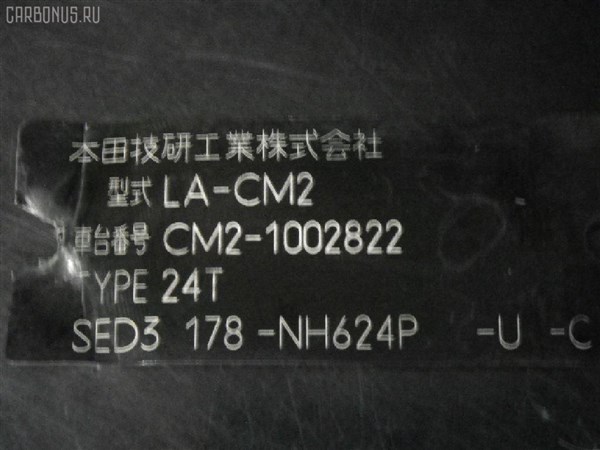 CARBONUS.RU
本田技研工業株式会社
型式 LA-CM2
車台番号 CM2-1002822
TYPE 24T
SED3 178 -NH624P -U -C